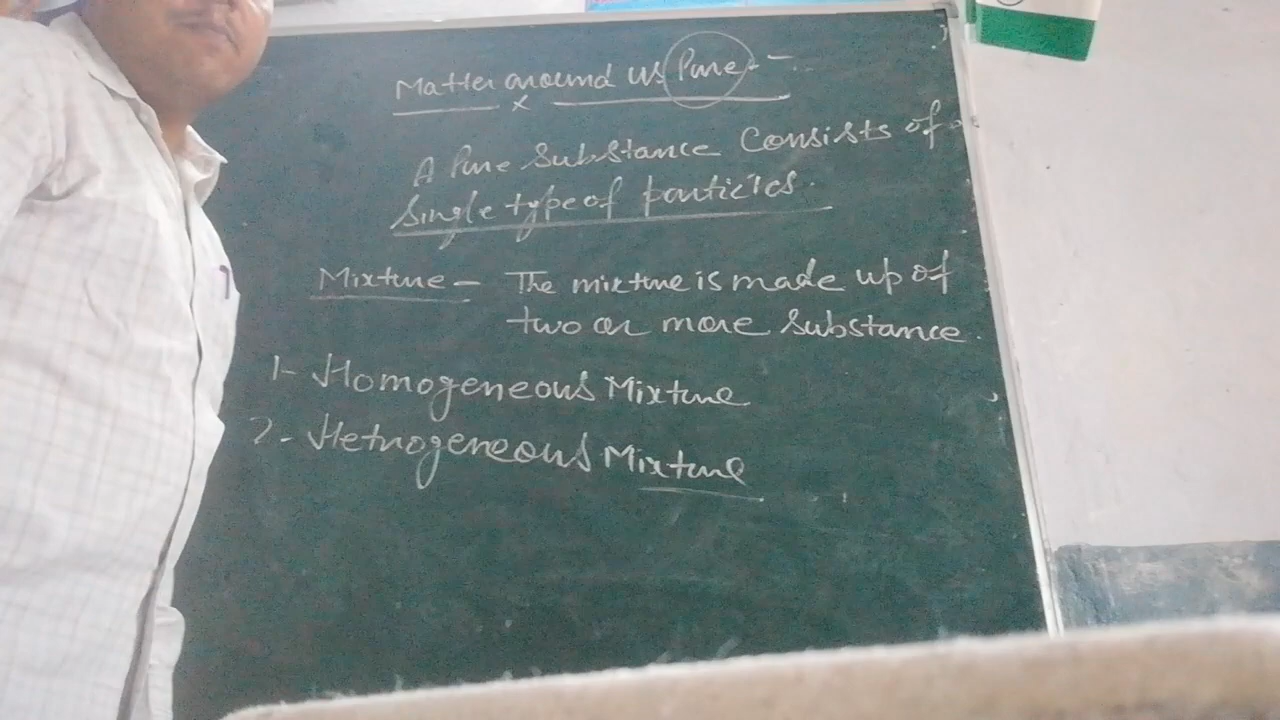 Matter around us Pure :-
A Pure Substance Consists of
Single type of particles.
Mixture - The mixture is made up of
two or more Substance.
1- Homogeneous Mixture
2- Hetrogeneous Mixture